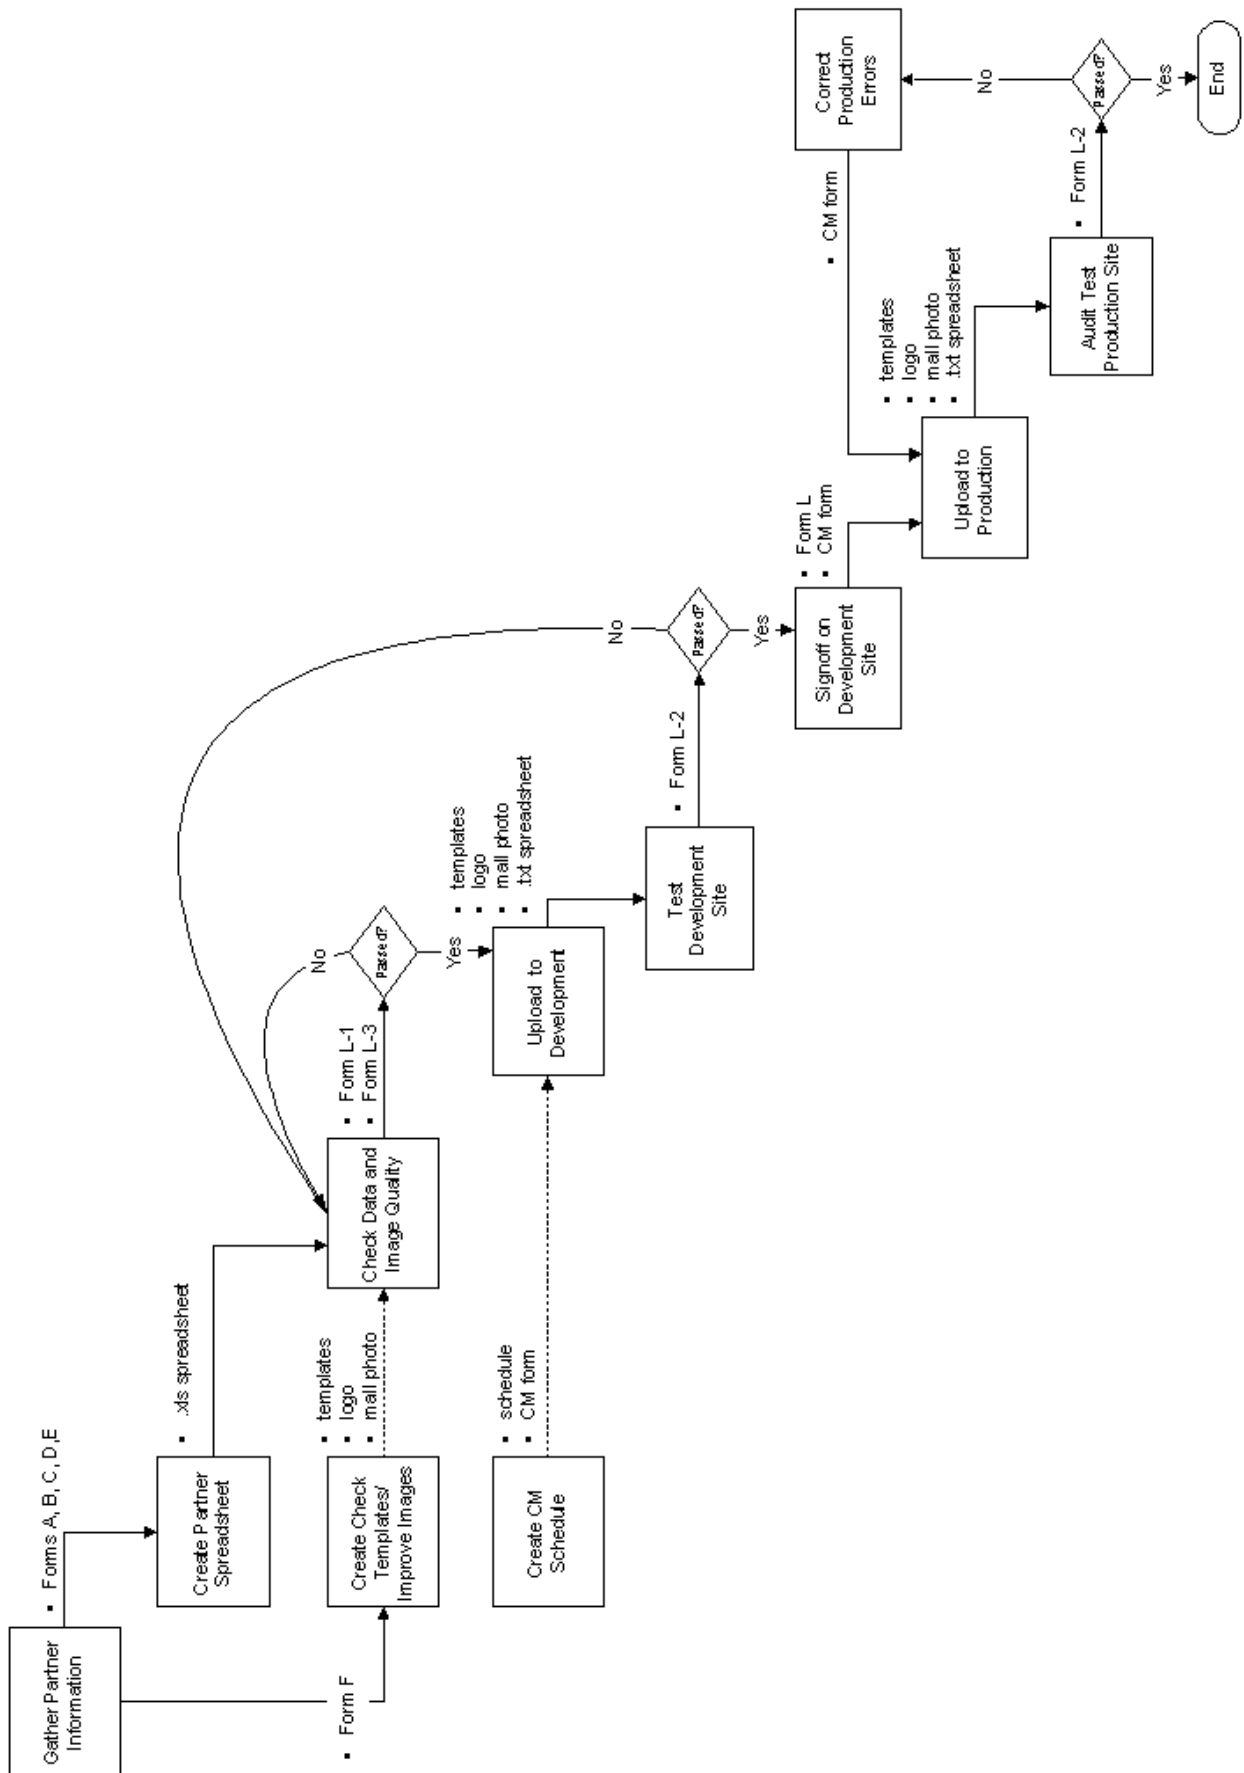 Gather Partner
Information
▪ Forms A, B, C, D,E
▪ Form F
Create Partner
Spreadsheet
▪ .xls spreadsheet
Create Check
Templates/
Improve Images
▪ templates
▪ logo
▪ mall photo
Create CM
Schedule
▪ schedule
▪ CM form
Check Data and
Image Quality
▪ Form L-1
▪ Form L-3
Passed?
No
Yes
Upload to
Development
▪ templates
▪ logo
▪ mall photo
▪ .txt spreadsheet
Test
Development
Site
▪ Form L-2
Passed?
No
Yes
Signoff on
Development
Site
▪ Form L
▪ CM form
Upload to
Production
▪ templates
▪ logo
▪ mall photo
▪ .txt spreadsheet
Audit Test
Production Site
▪ Form L-2
Passed?
No
Yes
Correct
Production
Errors
▪ CM form
End